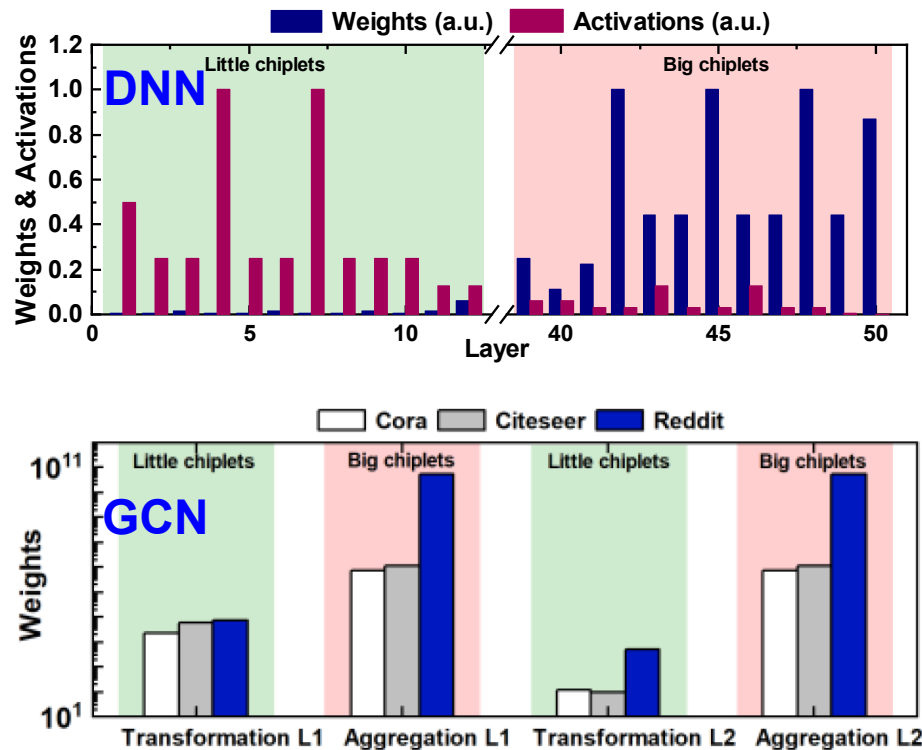 Weights (a.u.) Activations (a.u.)
Little chiplets Big chiplets
DNN
Weights & Activations
1.2
1.0
0.8
0.6
0.4
0.2
0.0
0 5 10 40 45 50
Layer
Cora Citeseer Reddit
Little chiplets Big chiplets Little chiplets Big chiplets
GCN
Weights
10^11
10^1
Transformation L1 Aggregation L1 Transformation L2 Aggregation L2